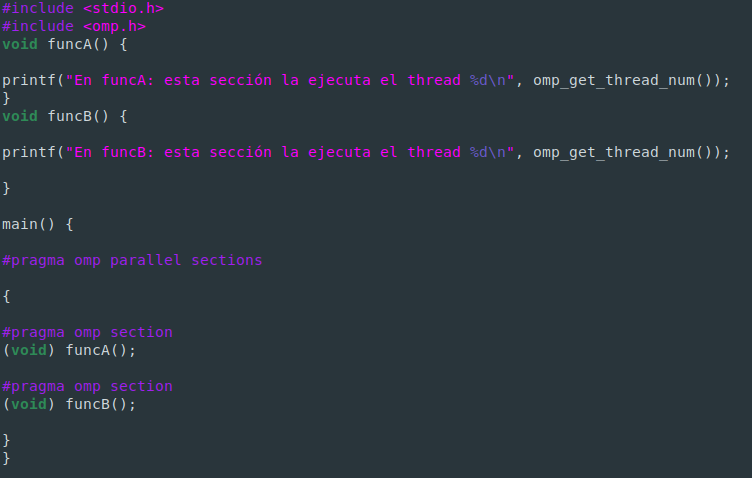 #include <stdio.h>
#include <omp.h>
void funcA() {
printf("En funcA: esta sección la ejecuta el thread %d\n", omp_get_thread_num());
}
void funcB() {
printf("En funcB: esta sección la ejecuta el thread %d\n", omp_get_thread_num());
}
main() {
#pragma omp parallel sections
{
#pragma omp section
(void) funcA();
#pragma omp section
(void) funcB();
}
}